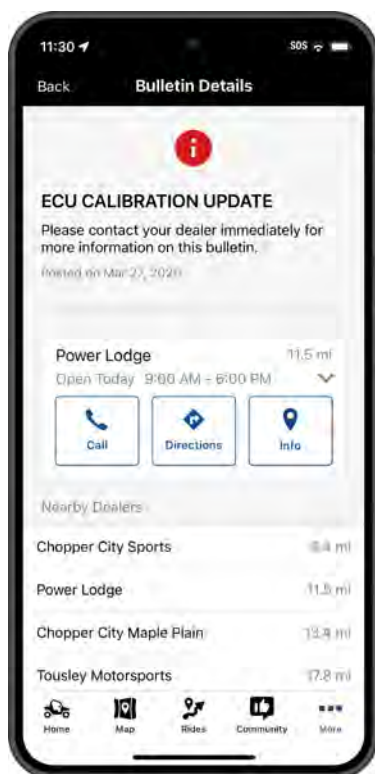 11:30 SOS
Back Bulletin Details
ECU CALIBRATION UPDATE
Please contact your dealer immediately for
more information on this bulletin.
Posted on Mar 27, 2020
Power Lodge 11.5 mi
Open Today 9:00 AM - 6:00 PM
Call Directions Info
Nearby Dealers
Chopper City Sports mi
Power Lodge 11.5 mi
Chopper City Maple Plain 13.4 mi
Tousley Motorsports 17.8 mi
Home Map Rides Community More